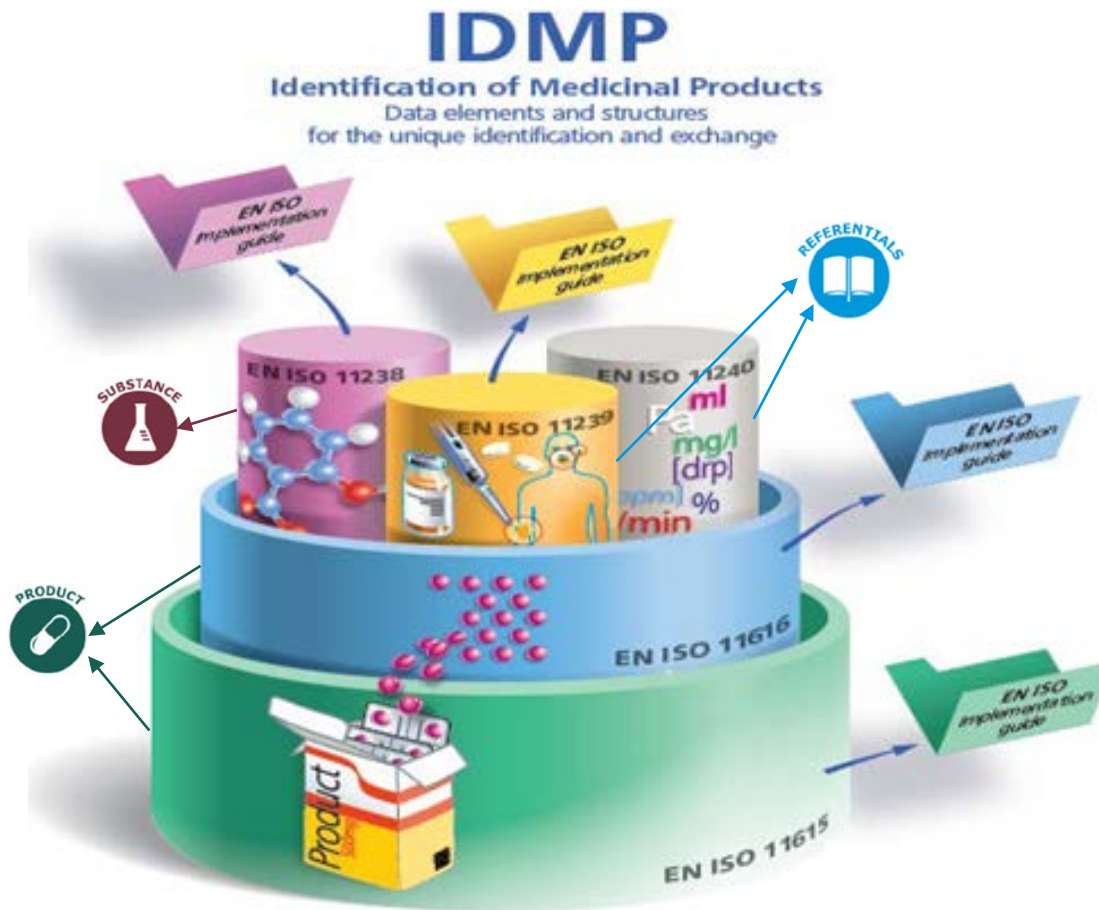 IDMP
Identification of Medicinal Products
Data elements and structures
for the unique identification and exchange
EN ISO
Implementation
guide
EN ISO
Implementation
guide
REFERENTIALS
EN ISO 11238
EN ISO 11240
SUBSTANCE
EN ISO 11239
Pa
ml
mg/l
[drp]
ppm]
%
/min
EN ISO
Implementation
guide
PRODUCT
EN ISO 11616
EN ISO
Implementation
guide
Product
EN ISO 11615